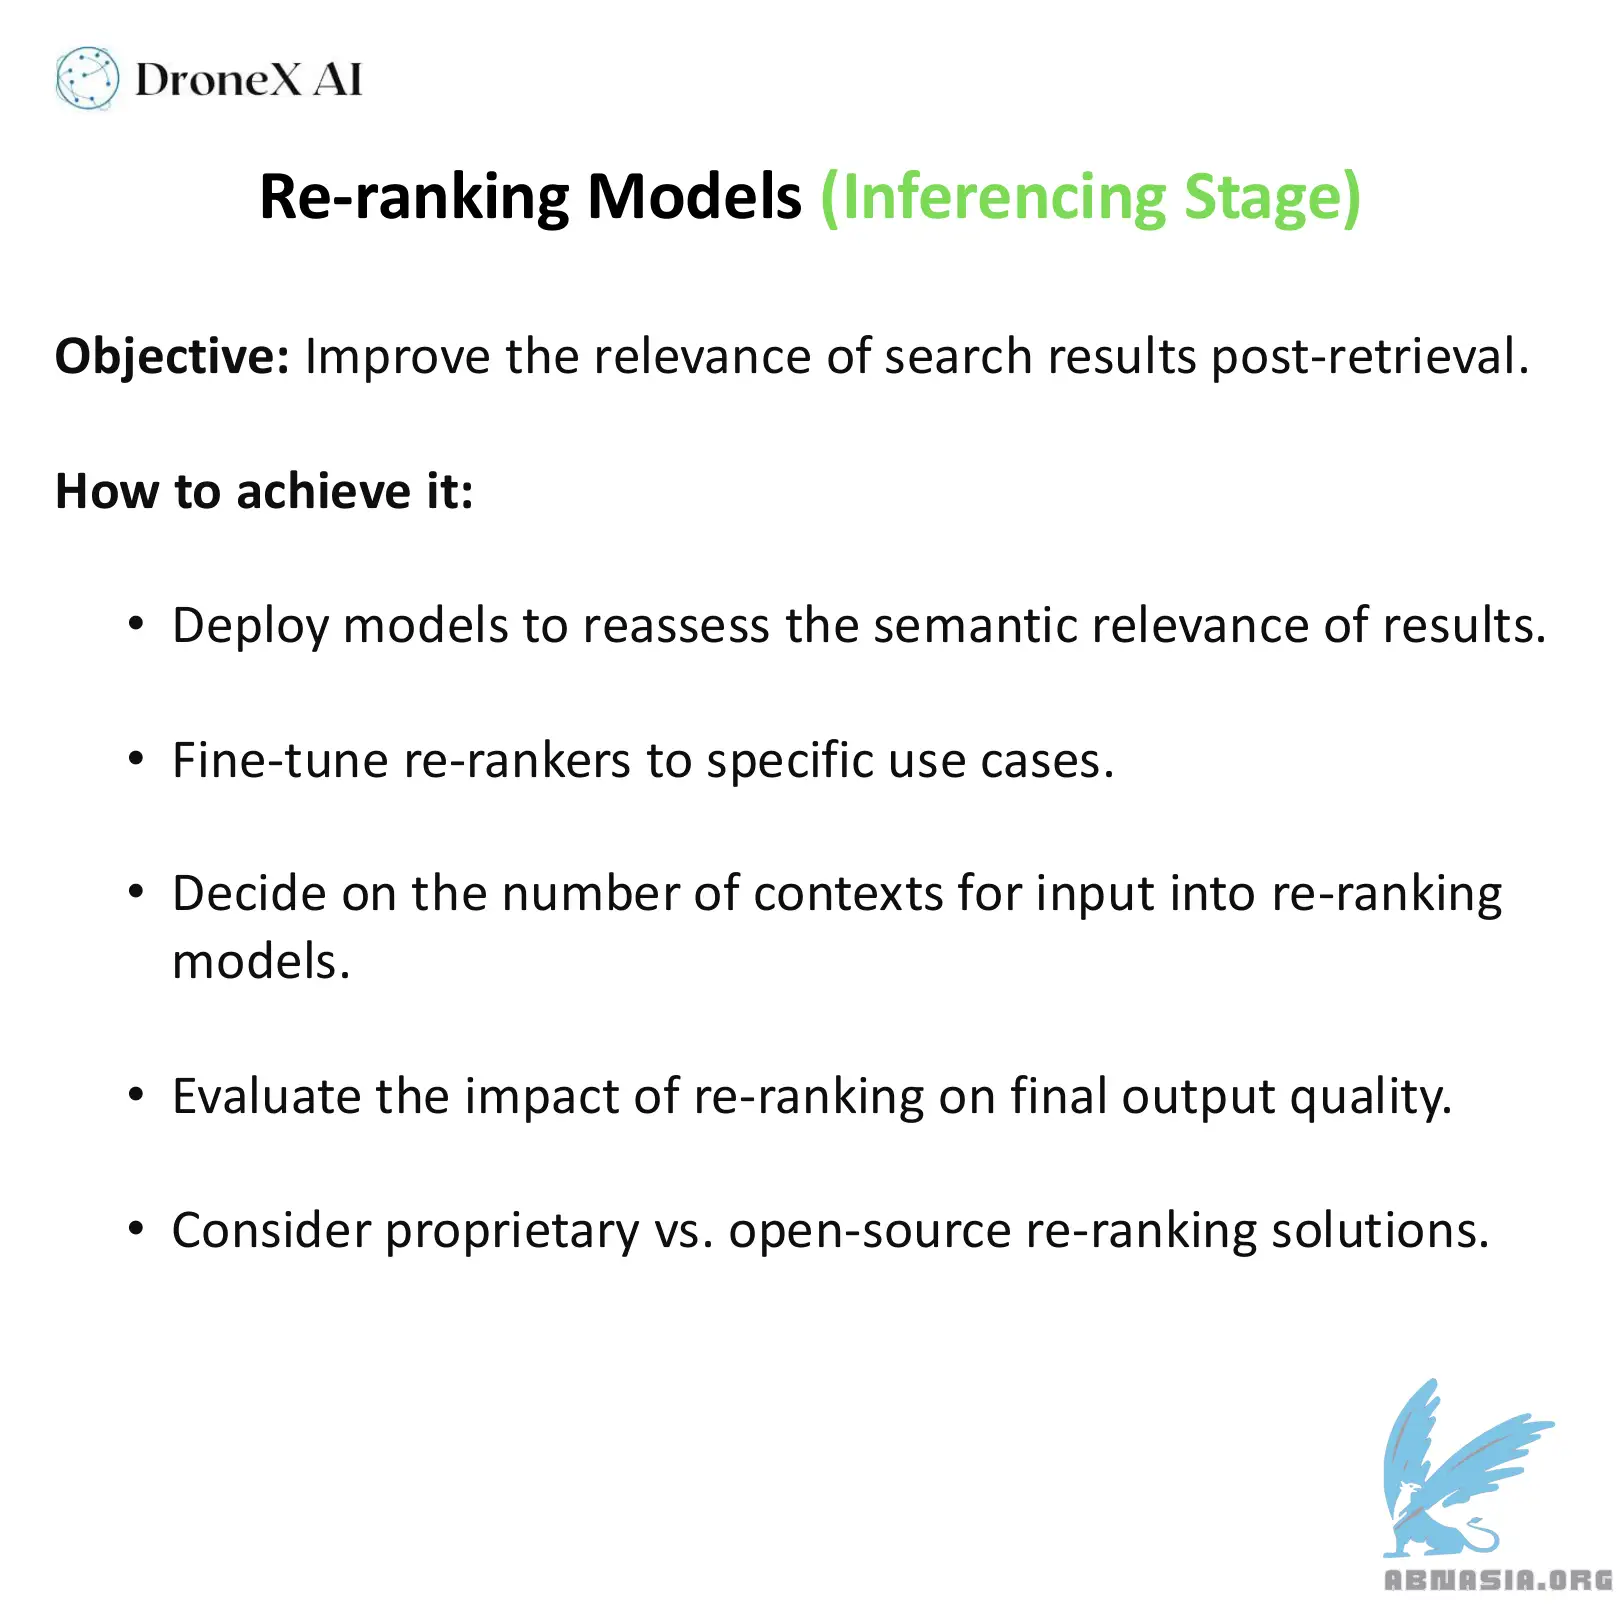 DroneX AI
Re-ranking Models (Inferencing Stage)
Objective: Improve the relevance of search results post-retrieval.
How to achieve it:
• Deploy models to reassess the semantic relevance of results.
• Fine-tune re-rankers to specific use cases.
• Decide on the number of contexts for input into re-ranking
models.
• Evaluate the impact of re-ranking on final output quality.
• Consider proprietary vs. open-source re-ranking solutions.
ABNASIA.ORG